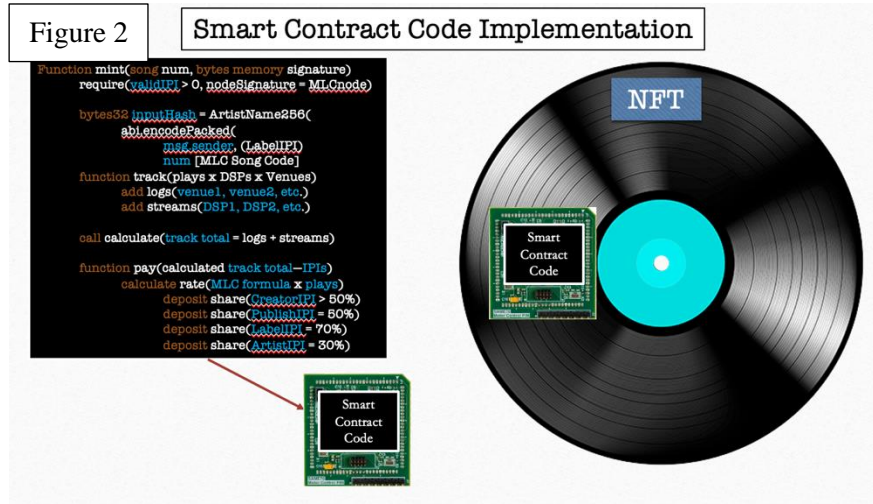 Figure 2
Smart Contract Code Implementation
Function mint(song num, bytes memory signature)
require(validIPI > 0, nodeSignature = MLCnode)
bytes32 inputHash = ArtistName256(
abi.encodePacked(
msg.sender, (LabelIPI)
num [MLC Song Code]
function track(plays x DSPs x Venues)
add logs(venue1, venue2, etc.)
add streams(DSP1, DSP2, etc.)
call calculate(track total = logs + streams)
function pay(calculated track total—IPIs)
calculate rate(MLC formula x plays)
deposit share(CreatorIPI > 50%)
deposit share(PublishIPI = 50%)
deposit share(LabelIPI = 70%)
deposit share(ArtistIPI = 30%)
Smart
Contract
Code
NFT
Smart
Contract
Code